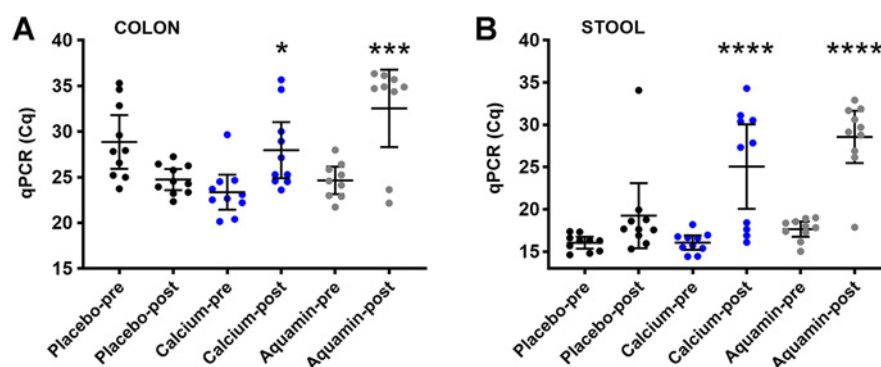 A COLON
qPCR (Cq)
40
35
30
25
20
15
*
***
Placebo-pre
Placebo-post
Calcium-pre
Calcium-post
Aquamin-pre
Aquamin-post
B STOOL
qPCR (Cq)
40
35
30
25
20
15
****
****
Placebo-pre
Placebo-post
Calcium-pre
Calcium-post
Aquamin-pre
Aquamin-post